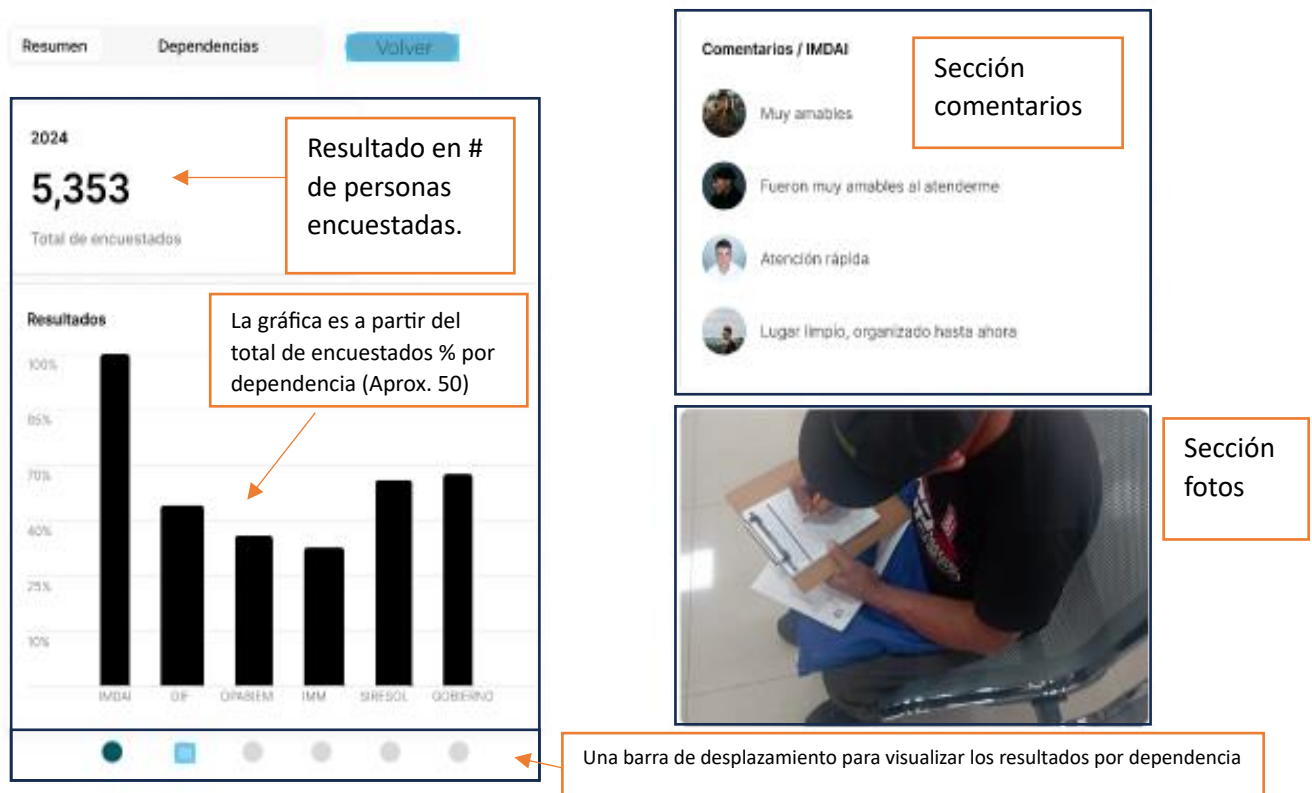 Resumen
Dependencias
Volver
2024
5,353
Total de encuestados
Resultado en #
de personas
encuestadas.
Resultados
La gráfica es a partir del
total de encuestados % por
dependencia (Aprox. 50)
100%
85%
70%
40%
25%
10%
IMDAI
DIF
OPABIEM
IMM
SIRESOL
GOBIERNO
Comentarios / IMDAI
Sección
comentarios
Muy amables
Fueron muy amables al atenderme
Atención rápida
Lugar limpio, organizado hasta ahora
Sección
fotos
Una barra de desplazamiento para visualizar los resultados por dependencia